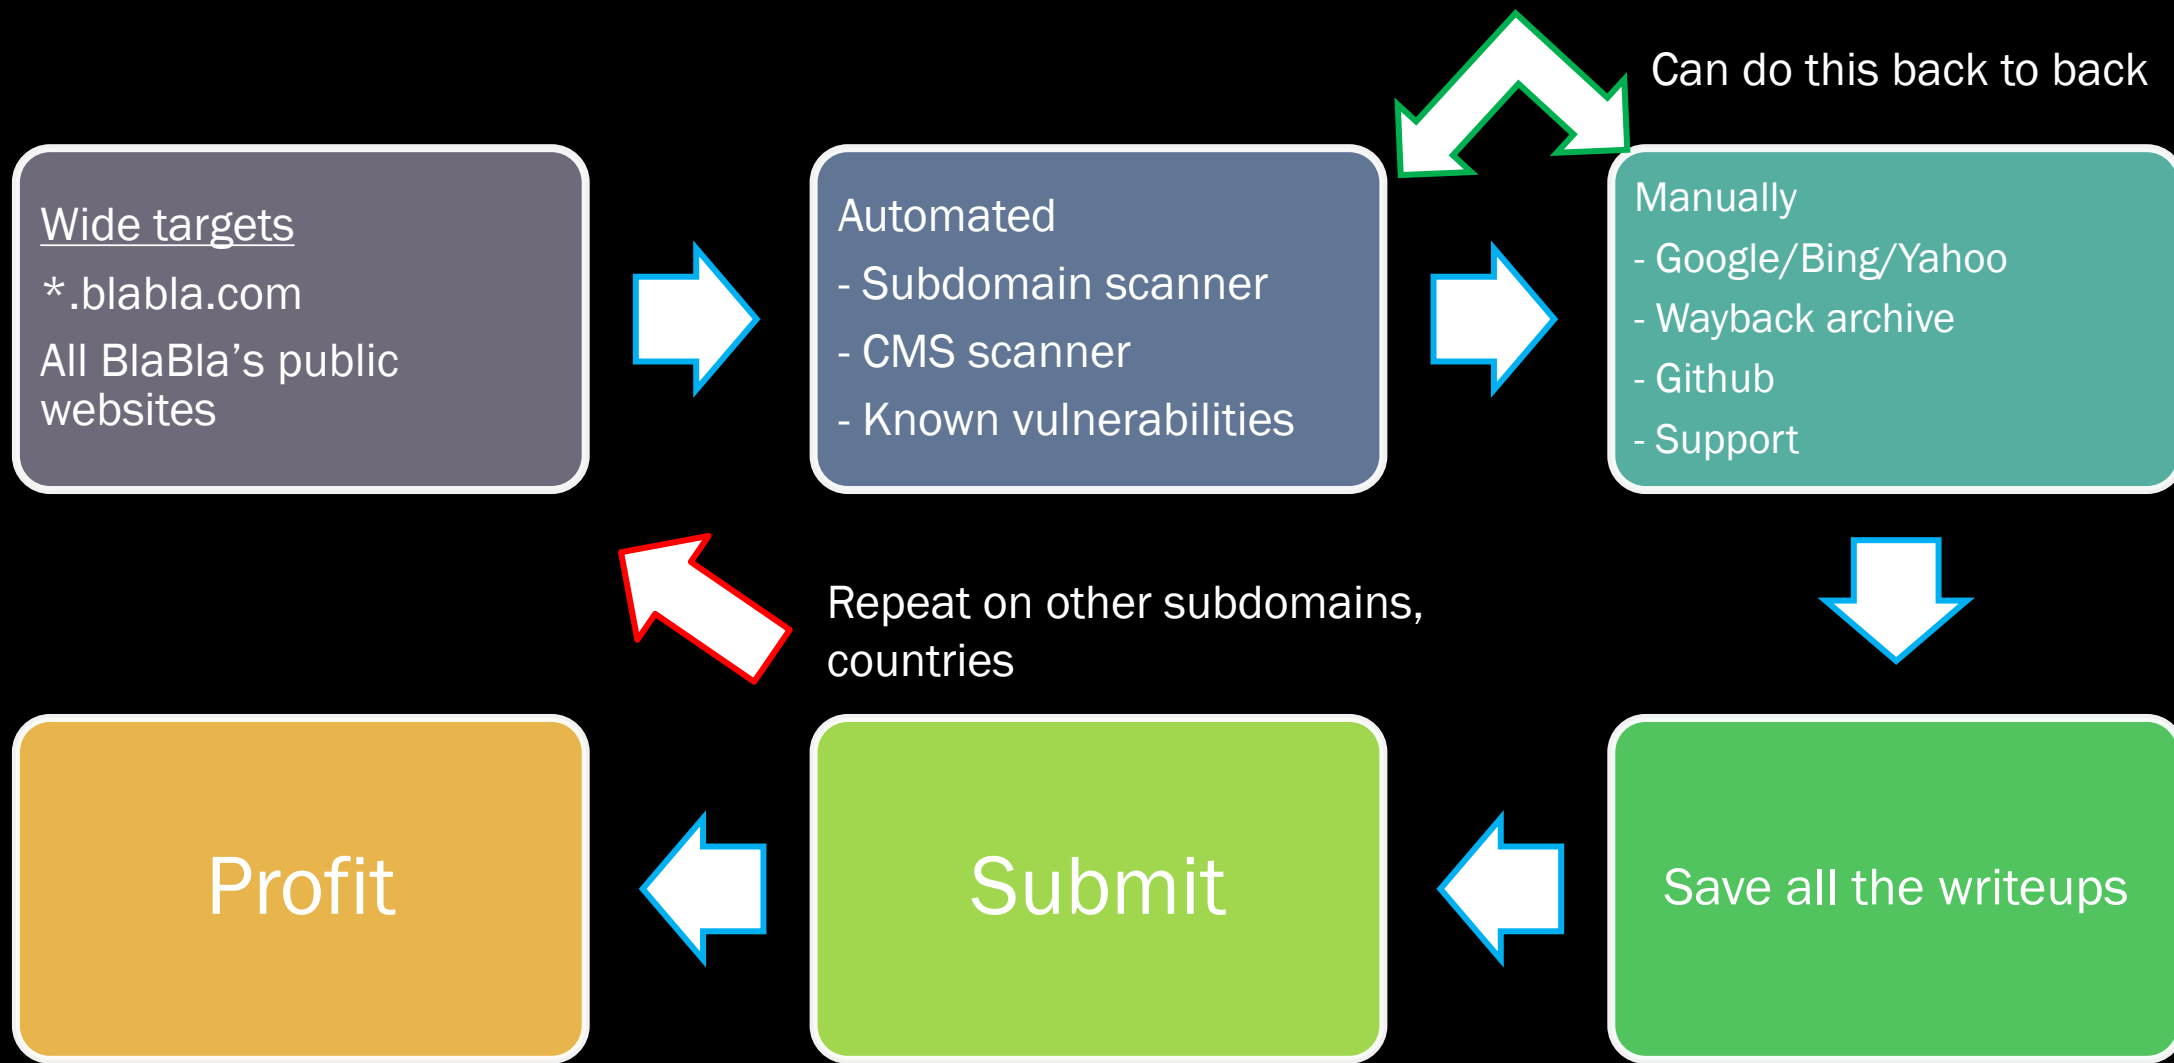 Can do this back to back
Wide targets
*.blabla.com
All BlaBla’s public
websites
Automated
- Subdomain scanner
- CMS scanner
- Known vulnerabilities
Manually
- Google/Bing/Yahoo
- Wayback archive
- Github
- Support
Repeat on other subdomains,
countries
Profit
Submit
Save all the writeups